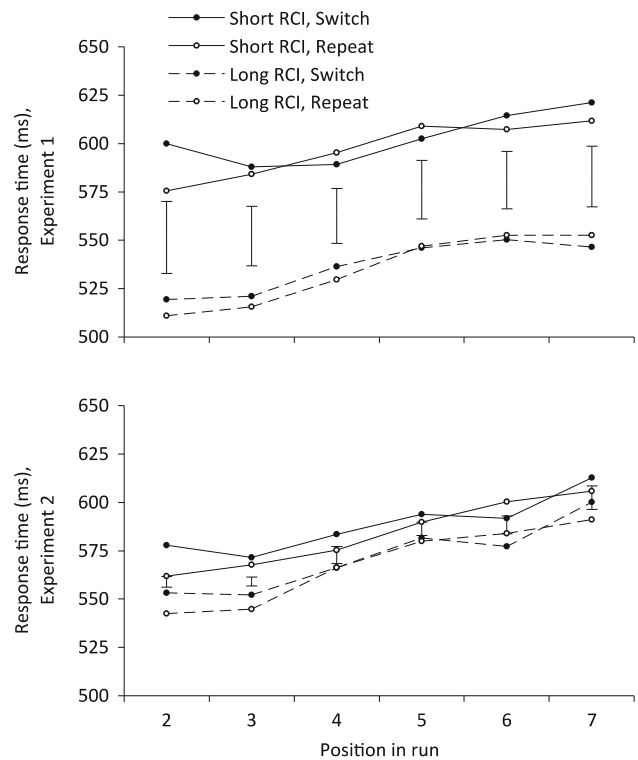 Short RCI, Switch
Short RCI, Repeat
Long RCI, Switch
Long RCI, Repeat
Response time (ms),
Experiment 1
650
625
600
575
550
525
500
Response time (ms),
Experiment 2
650
625
600
575
550
525
500
2 3 4 5 6 7
Position in run